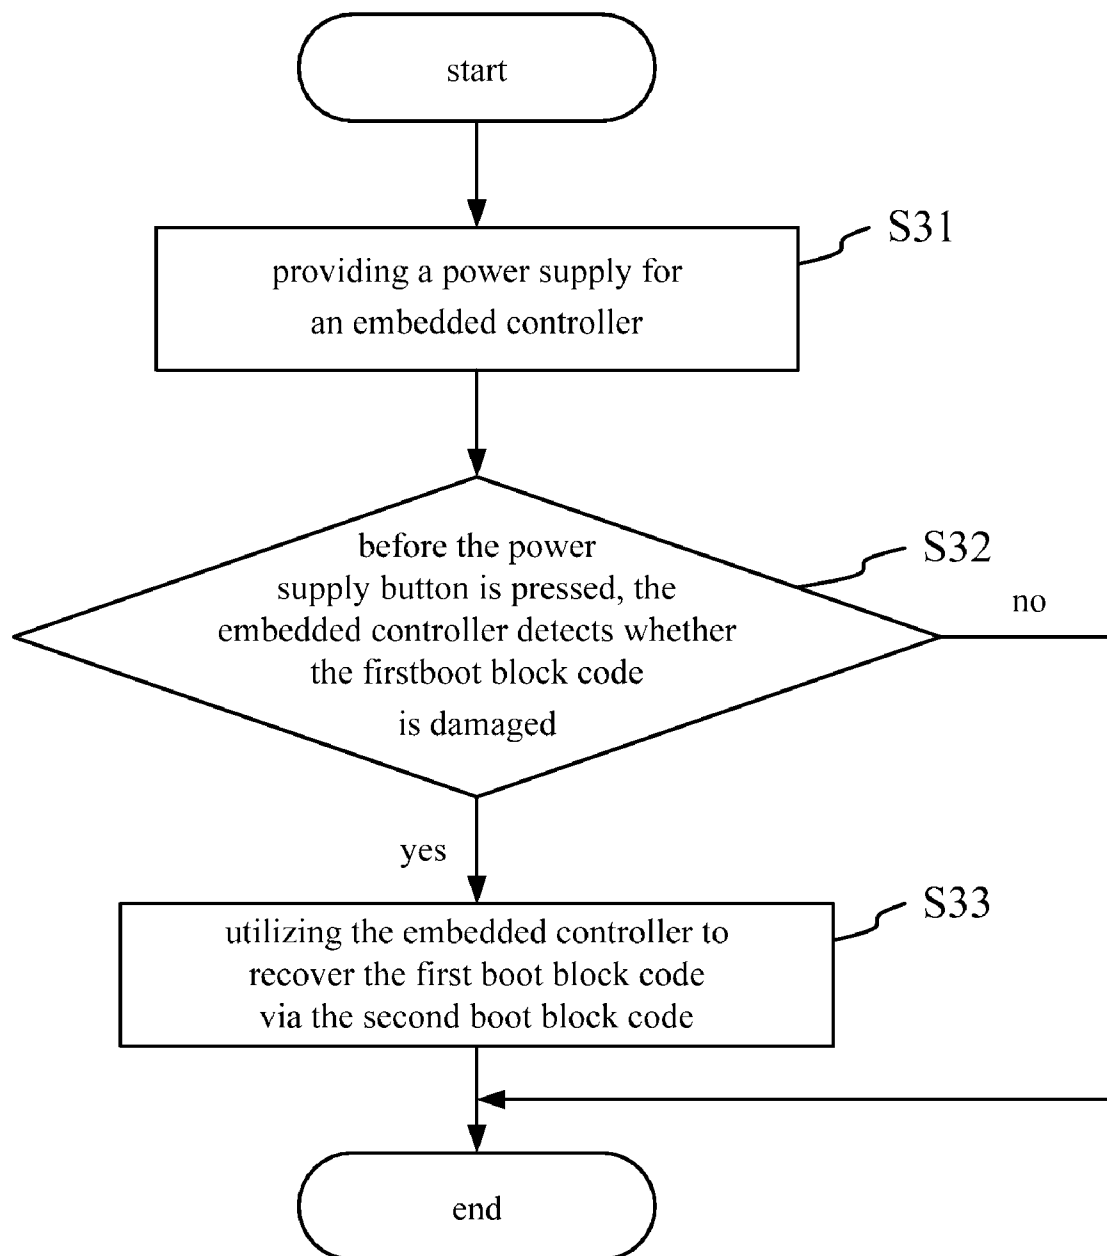 start
S31
providing a power supply for
an embedded controller
S32
before the power
supply button is pressed, the
embedded controller detects whether
the firstboot block code
is damaged
no
yes
S33
utilizing the embedded controller to
recover the first boot block code
via the second boot block code
end